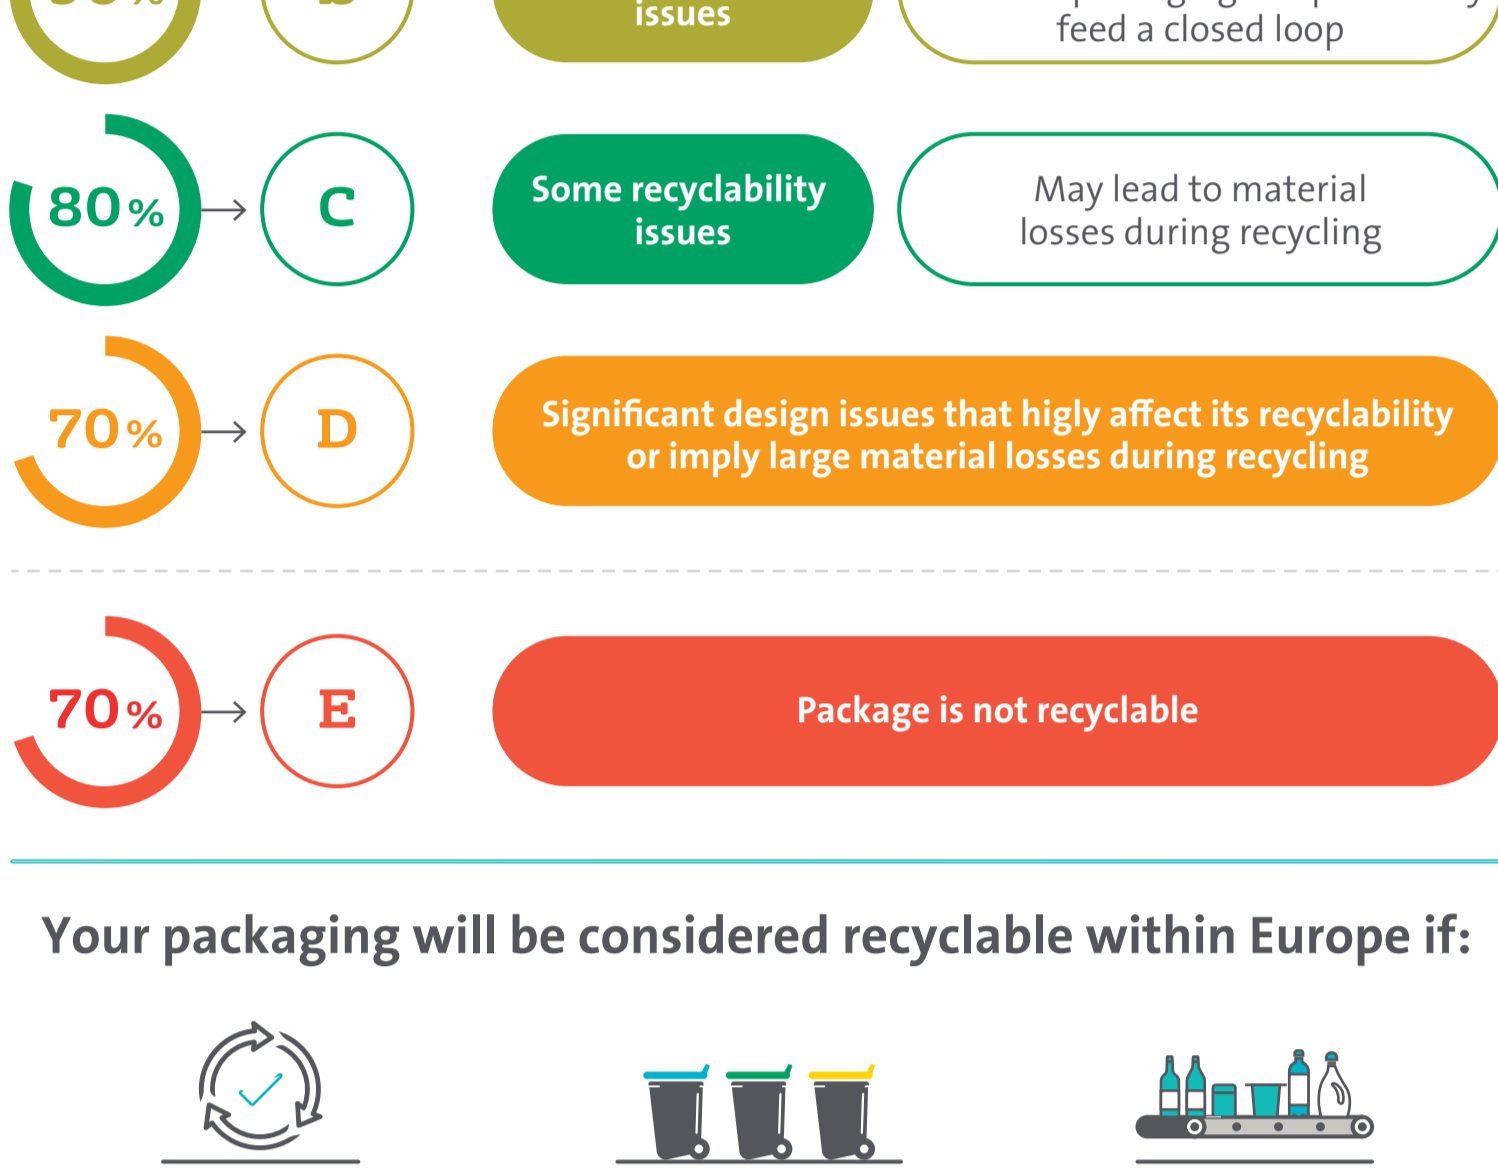 issues
feed a closed loop
80%
C
Some recyclability
issues
May lead to material
losses during recycling
70%
D
Significant design issues that higly affect its recyclability
or imply large material losses during recycling
70%
E
Package is not recyclable
Your packaging will be considered recyclable within Europe if: